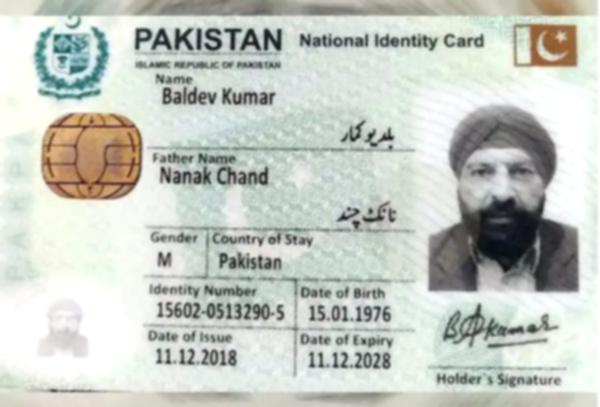 PAKISTAN National Identity Card
ISLAMIC REPUBLIC OF PAKISTAN
Name
Baldev Kumar
بلدیو کمار
Father Name
Nanak Chand
نانک چند
Gender Country of Stay
M Pakistan
Identity Number Date of Birth
15602-0513290-5 15.01.1976
Date of Issue Date of Expiry
11.12.2018 11.12.2028
Holder`s Signature